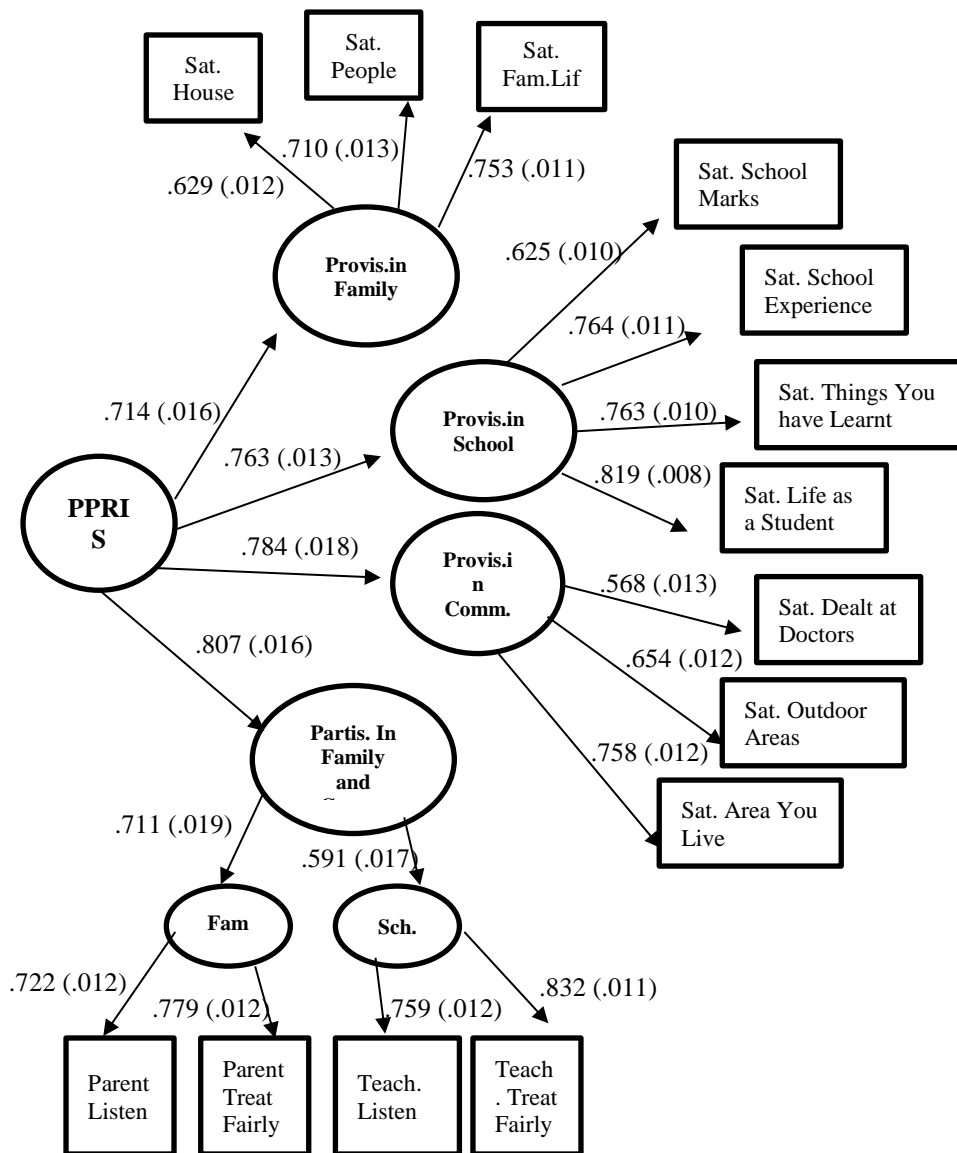 Sat.
House
Sat.
People
Sat.
Fam.Lif
.710 (.013)
.629 (.012)
.753 (.011)
Sat. School
Marks
Provis.in
Family
.625 (.010)
Sat. School
Experience
.764 (.011)
.714 (.016)
Provis.in
School
.763 (.010)
Sat. Things You
have Learnt
.763 (.013)
.819 (.008)
Sat. Life as
a Student
PPRI
S
.784 (.018)
Provis.i
n
Comm.
.568 (.013)
Sat. Dealt at
Doctors
.807 (.016)
.654 (.012)
Sat. Outdoor
Areas
Partis. In
Family
and
.758 (.012)
Sat. Area You
Live
.711 (.019)
.591 (.017)
Fam
Sch.
.722 (.012)
.779 (.012)
.759 (.012)
.832 (.011)
Parent
Listen
Parent
Treat
Fairly
Teach.
Listen
Teach
. Treat
Fairly